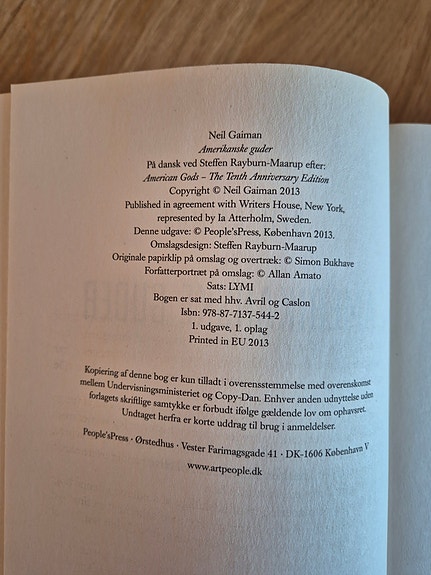 Neil Gaiman
Amerikanske guder
På dansk ved Steffen Rayburn-Maarup efter:
American Gods – The Tenth Anniversary Edition
Copyright © Neil Gaiman 2013
Published in agreement with Writers House, New York,
represented by Ia Atterholm, Sweden.
Denne udgave: © People'sPress, København 2013.
Omslagsdesign: Steffen Rayburn-Maarup
Originale papirklip på omslag og overtræk: © Simon Bukhave
Forfatterportræt på omslag: © Allan Amato
Sats: LYMI
Bogen er sat med hhv. Avril og Caslon
Isbn: 978-87-7137-544-2
1. udgave, 1. oplag
Printed in EU 2013
Kopiering af denne bog er kun tilladt i overensstemmelse med overenskomst
mellem Undervisningsministeriet og Copy-Dan. Enhver anden udnyttelse uden
forlagets skriftlige samtykke er forbudt ifølge gældende lov om ophavsret.
Undtaget herfra er korte uddrag til brug i anmeldelser.
People'sPress · Ørstedhus · Vester Farimagsgade 41 · DK-1606 København V
www.artpeople.dk